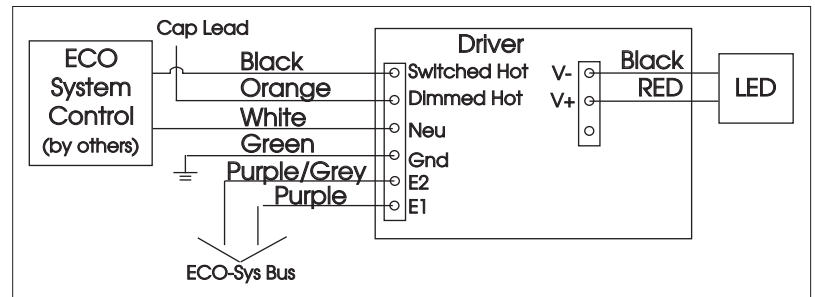 Cap Lead
ECO
System
Control
(by others)
Black
Orange
White
Green
Purple/Grey
Purple
ECO-Sys Bus
Driver
Switched Hot
Dimmed Hot
Neu
Gnd
E2
E1
V-
V+
Black
RED
LED